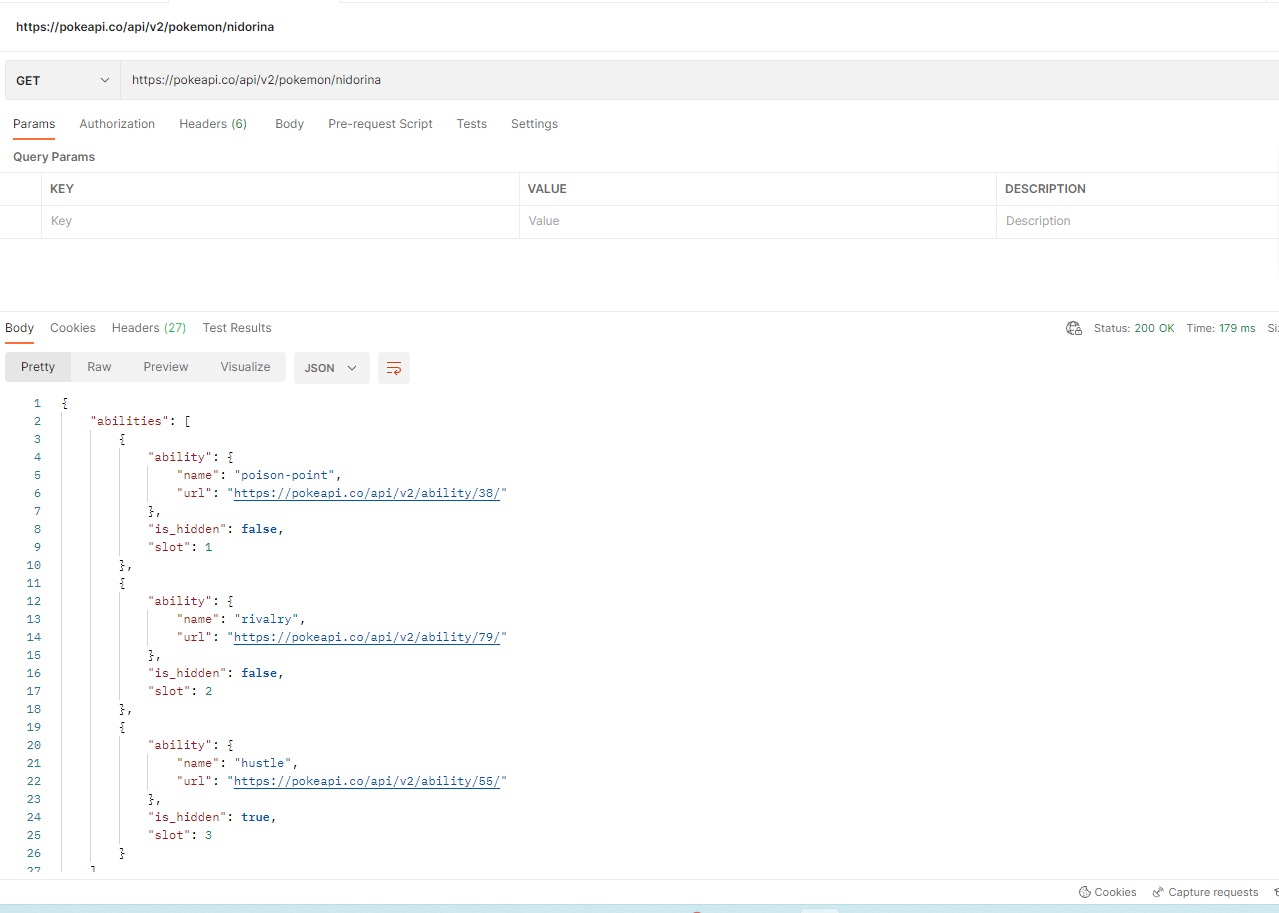 https://pokeapi.co/api/v2/pokemon/nidorina
GET https://pokeapi.co/api/v2/pokemon/nidorina
Params Authorization Headers (6) Body Pre-request Script Tests Settings
Query Params
KEY VALUE DESCRIPTION
Key Value Description
Body Cookies Headers (27) Test Results Status: 200 OK Time: 179 ms
Pretty Raw Preview Visualize JSON
1 {
2 "abilities": [
3 {
4 "ability": {
5 "name": "poison-point",
6 "url": "https://pokeapi.co/api/v2/ability/38/"
7 },
8 "is_hidden": false,
9 "slot": 1
10 },
11 {
12 "ability": {
13 "name": "rivalry",
14 "url": "https://pokeapi.co/api/v2/ability/79/"
15 },
16 "is_hidden": false,
17 "slot": 2
18 },
19 {
20 "ability": {
21 "name": "hustle",
22 "url": "https://pokeapi.co/api/v2/ability/55/"
23 },
24 "is_hidden": true,
25 "slot": 3
26 }
27 ]
Cookies Capture requests